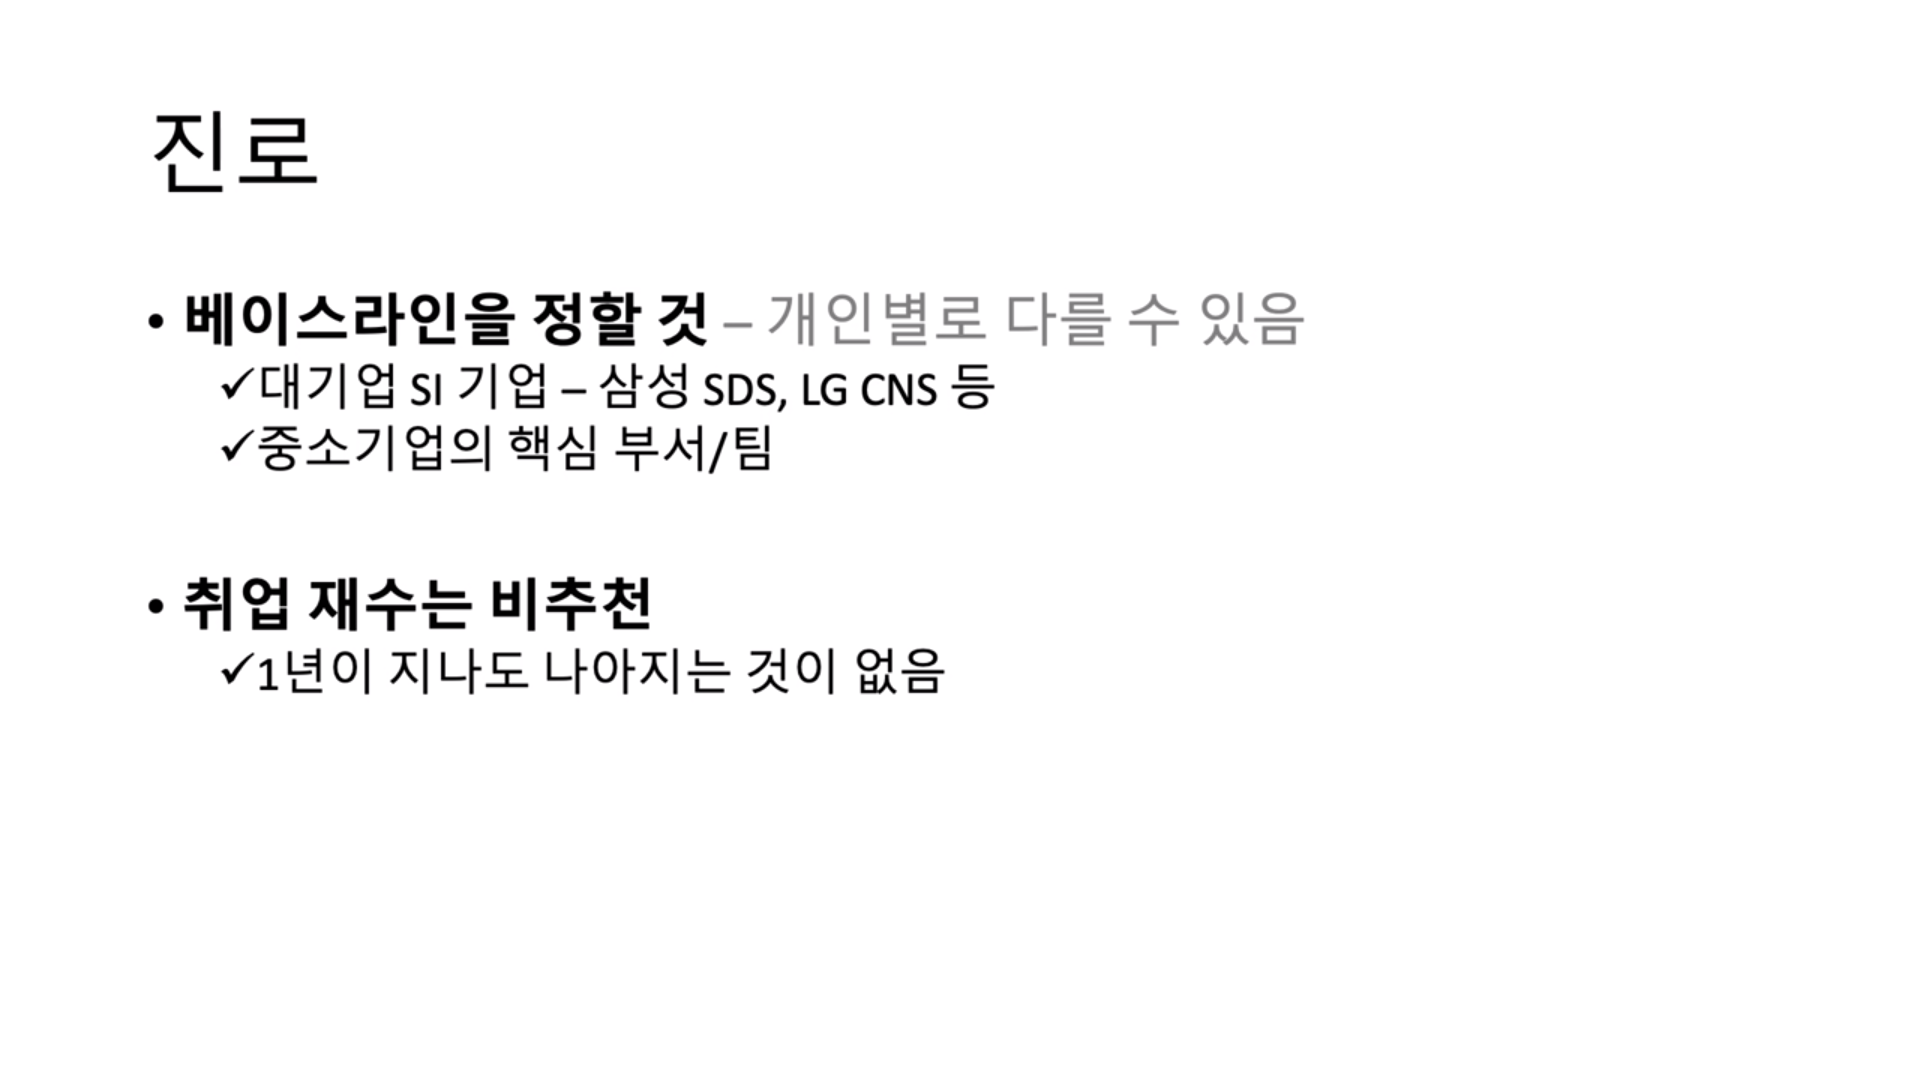 진로
• 베이스라인을 정할 것 – 개인별로 다를 수 있음
✓대기업 SI 기업 – 삼성 SDS, LG CNS 등
✓중소기업의 핵심 부서/팀
• 취업 재수는 비추천
✓1년이 지나도 나아지는 것이 없음